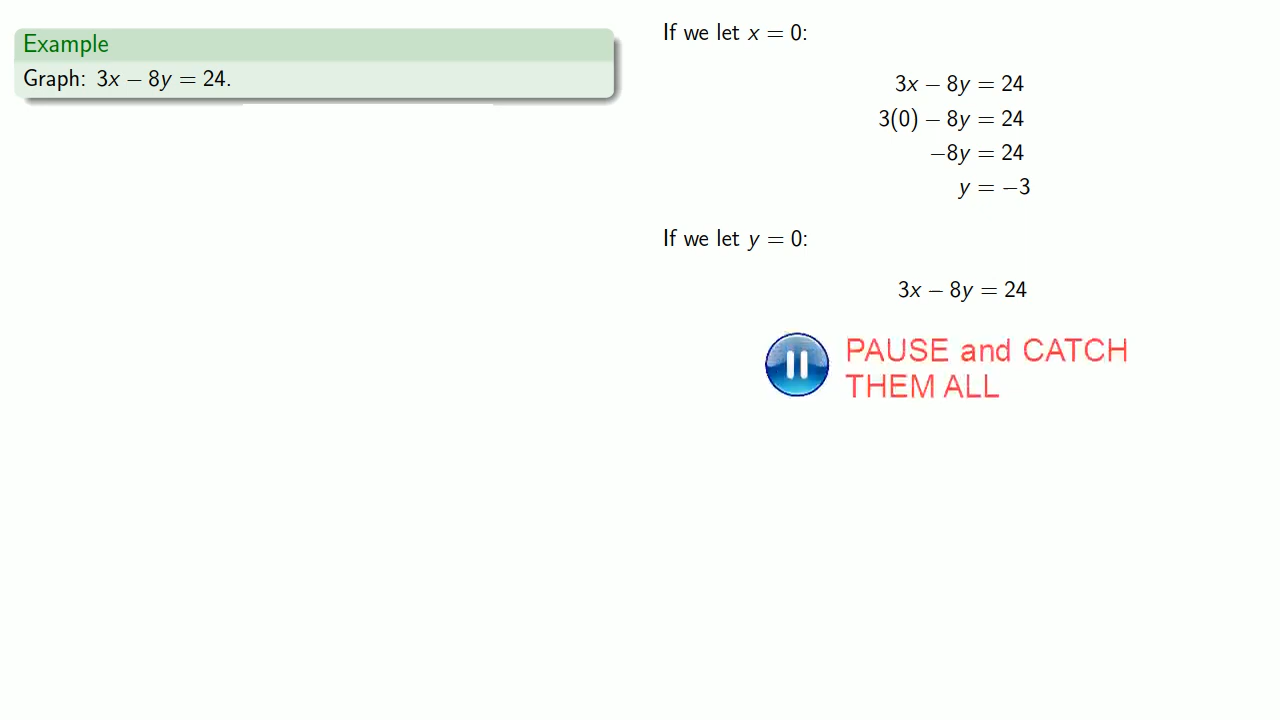 Example
Graph: 3x − 8y = 24.
If we let x = 0:
3x − 8y = 24
3(0) − 8y = 24
−8y = 24
y = −3
If we let y = 0:
3x − 8y = 24
PAUSE and CATCH
THEM ALL